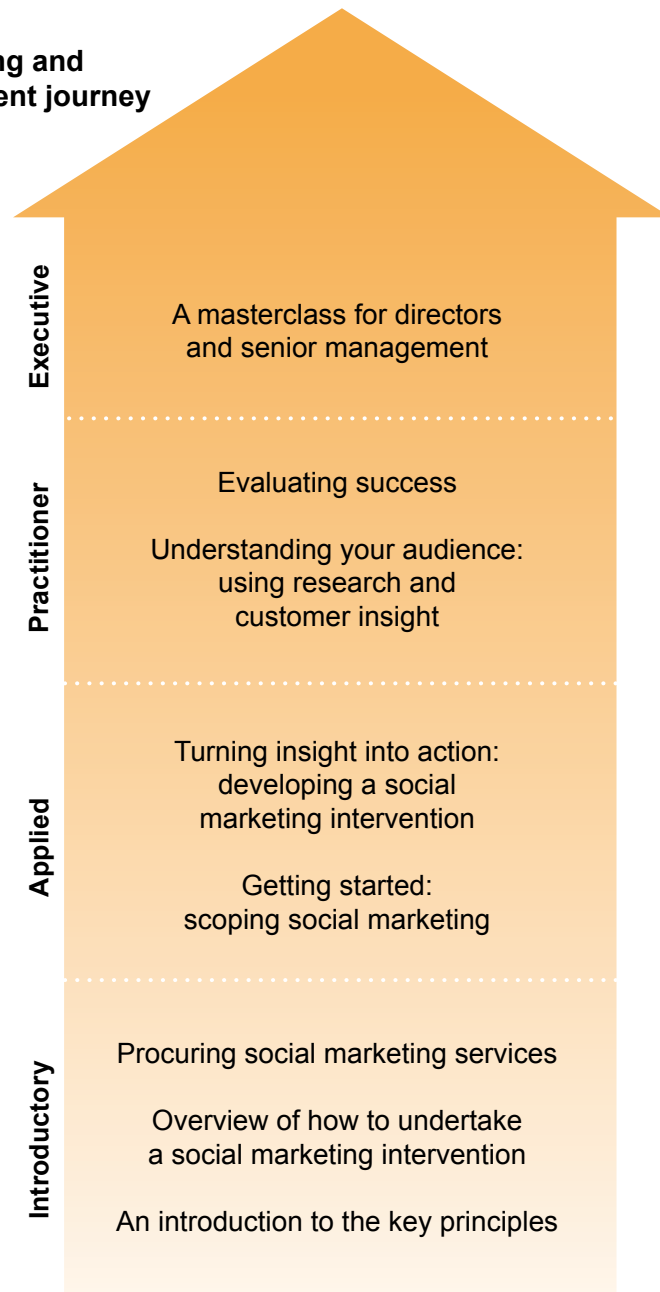 ng and
ent journey
Executive
A masterclass for directors
and senior management
Practitioner
Evaluating success
Understanding your audience:
using research and
customer insight
Applied
Turning insight into action:
developing a social
marketing intervention
Getting started:
scoping social marketing
Introductory
Procuring social marketing services
Overview of how to undertake
a social marketing intervention
An introduction to the key principles